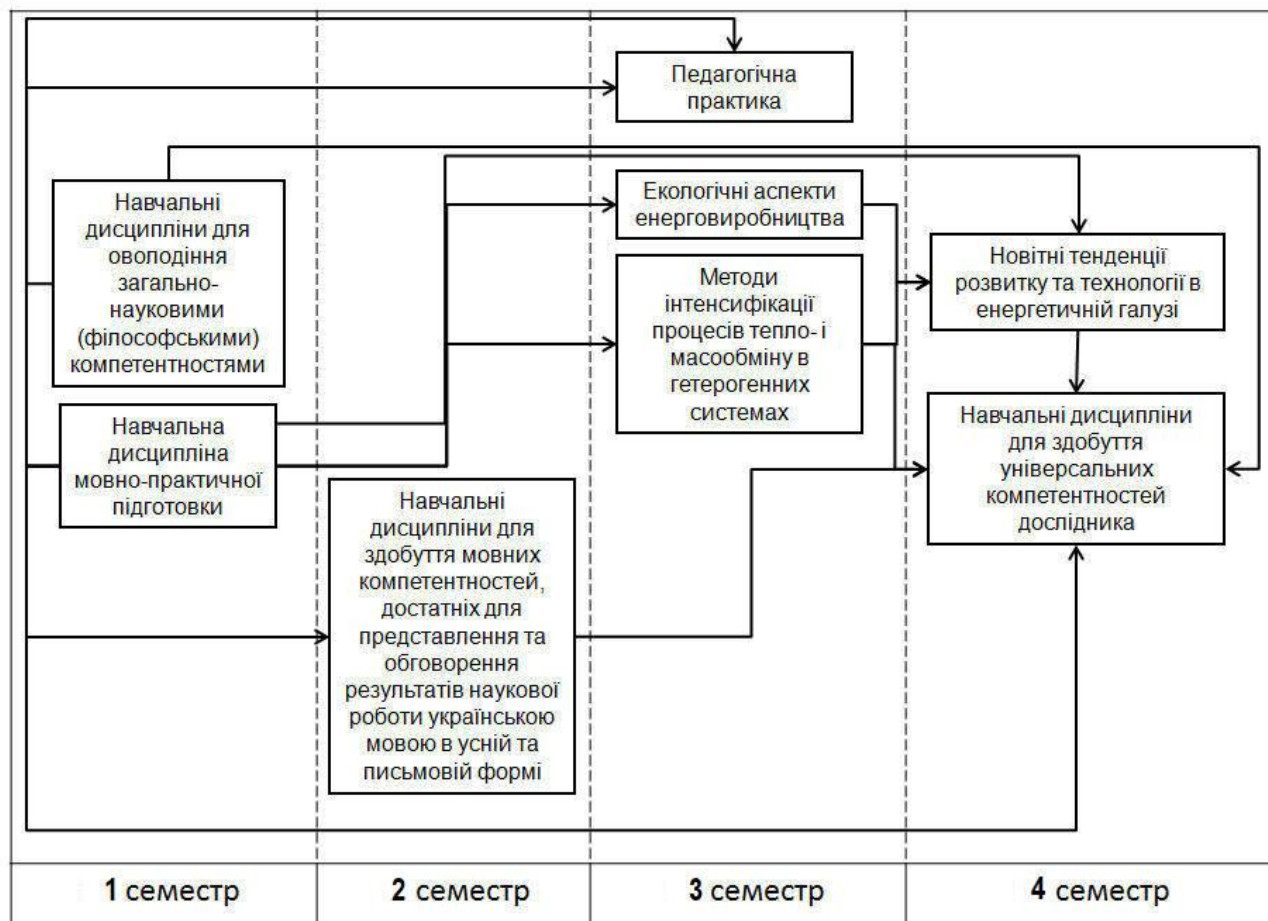 Педагогічна
практика
Навчальні
дисципліни для
оволодіння
загально-
науковими
(філософськими)
компетентностями
Навчальна
дисципліна
мовно-практичної
підготовки
Навчальні
дисципліни для
здобуття мовних
компетентностей,
достатніх для
представлення та
обговорення
результатів наукової
роботи українською
мовою в усній та
письмовій формі
Екологічні аспекти
енерговиробництва
Методи
інтенсифікації
процесів тепло- і
масообміну в
гетерогенних
системах
Новітні тенденції
розвитку та технології в
енергетичній галузі
Навчальні дисципліни
для здобуття
універсальних
компетентностей
дослідника
1 семестр
2 семестр
3 семестр
4 семестр